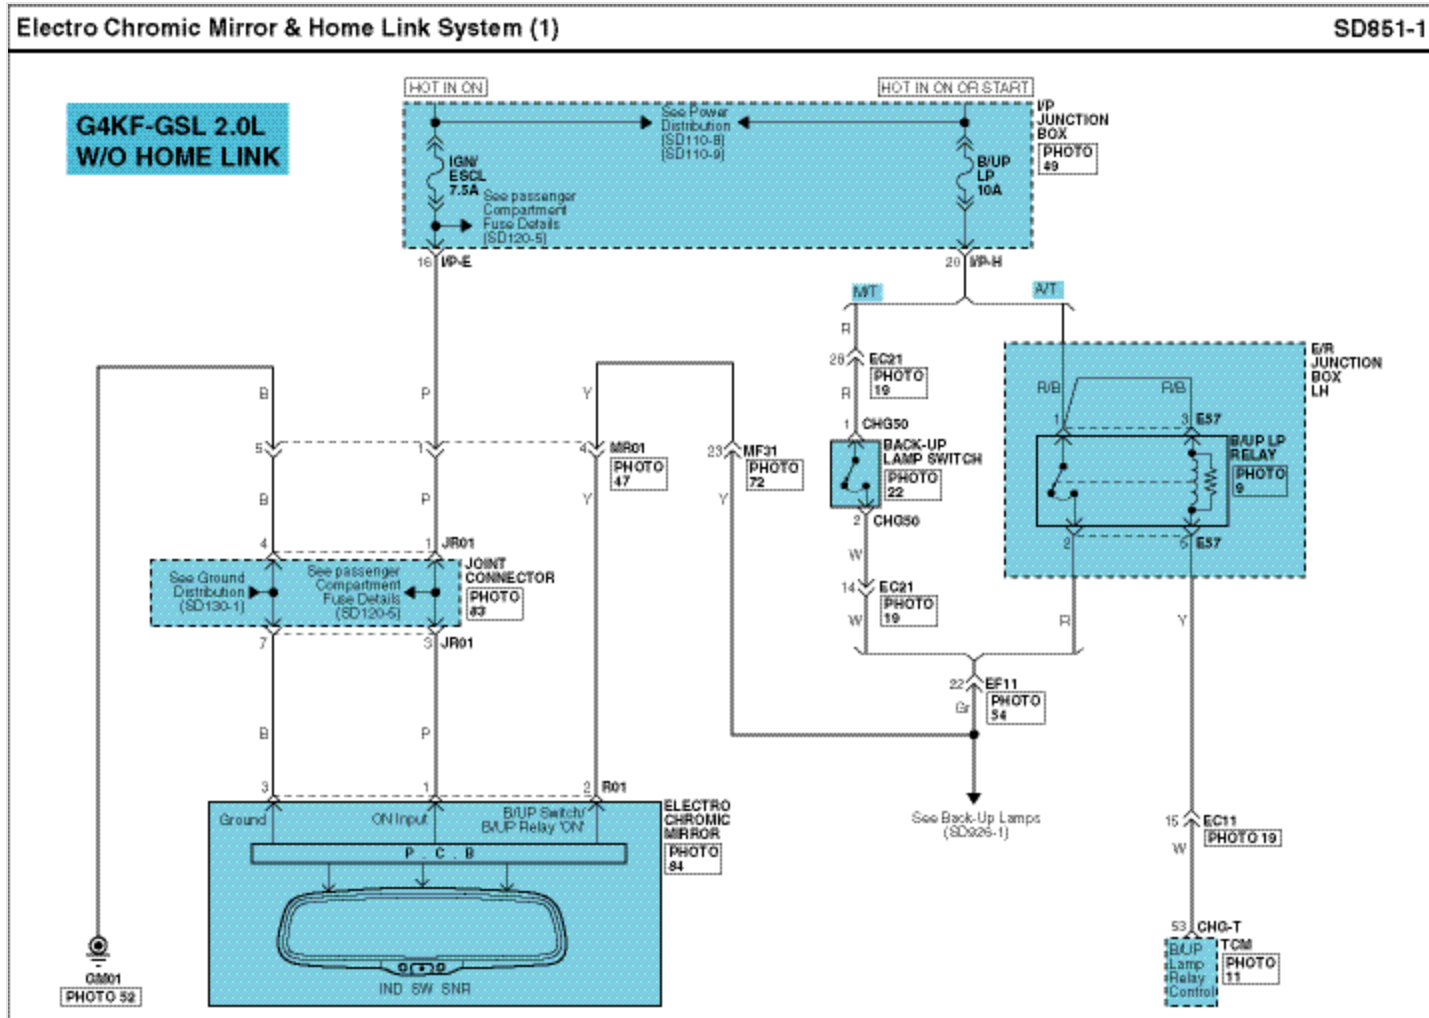 Electro Chromic Mirror & Home Link System (1)
SD851-1
G4KF-GSL 2.0L
W/O HOME LINK
HOT IN ON
HOT IN ON OR START
See Power
Distribution
(SD110-8)
(SD110-9)
I/P
JUNCTION
BOX
PHOTO
49
IGN/
ESCL
7.5A
B/UP
LP
10A
See passenger
Compartment
Fuse Details
(SD120-5)
16 I/P-E
20 I/P-H
M/T
A/T
R
28 EC21
PHOTO
19
R
1 CHG50
BACK-UP
LAMP SWITCH
PHOTO
22
2 CHG50
W
14 EC21
PHOTO
19
W
E/R
JUNCTION
BOX
LH
R/B
R/B
1
3 E57
B/UP LP
RELAY
PHOTO
9
2
5 E57
R
Y
B
P
Y
5
1
4 MR01
PHOTO
47
23 MF31
PHOTO
72
B
P
Y
Y
4
1 JR01
JOINT
CONNECTOR
PHOTO
83
See Ground
Distribution
(SD130-1)
See passenger
Compartment
Fuse Details
(SD120-5)
7
3 JR01
22 EF11
PHOTO
54
Gr
B
P
3
1
2 R01
Ground
ON Input
B/UP Switch/
B/UP Relay 'ON'
ELECTRO
CHROMIC
MIRROR
PHOTO
84
P . C . B
IND SW SNR
See Back-Up Lamps
(SD926-1)
15 EC11
PHOTO 19
W
53 CHG-T
B/UP
Lamp
Relay
Control
TCM
PHOTO
11
GM01
PHOTO 52